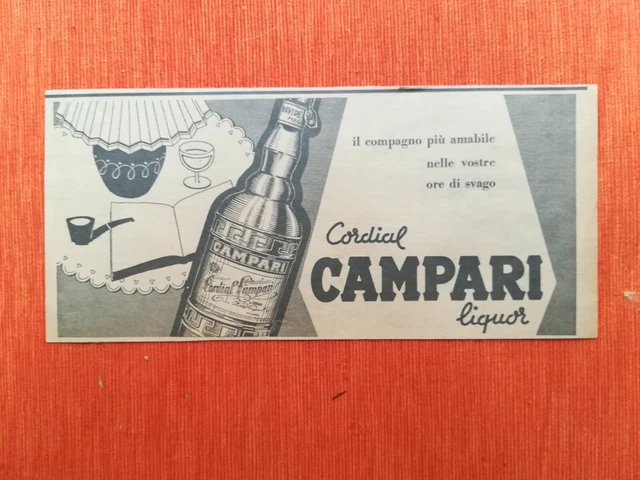 il compagno più amabile
nelle vostre
ore di svago
Cordial
CAMPARI
liquor
CAMPARI
Cordial Campari